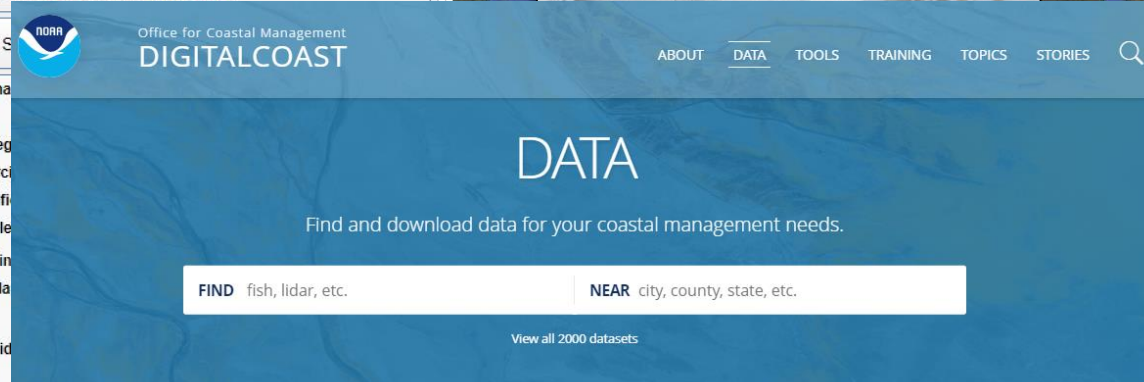 NOAA
Office for Coastal Management
DIGITALCOAST
ABOUT DATA TOOLS TRAINING TOPICS STORIES
DATA
Find and download data for your coastal management needs.
FIND fish, lidar, etc. NEAR city, county, state, etc.
View all 2000 datasets